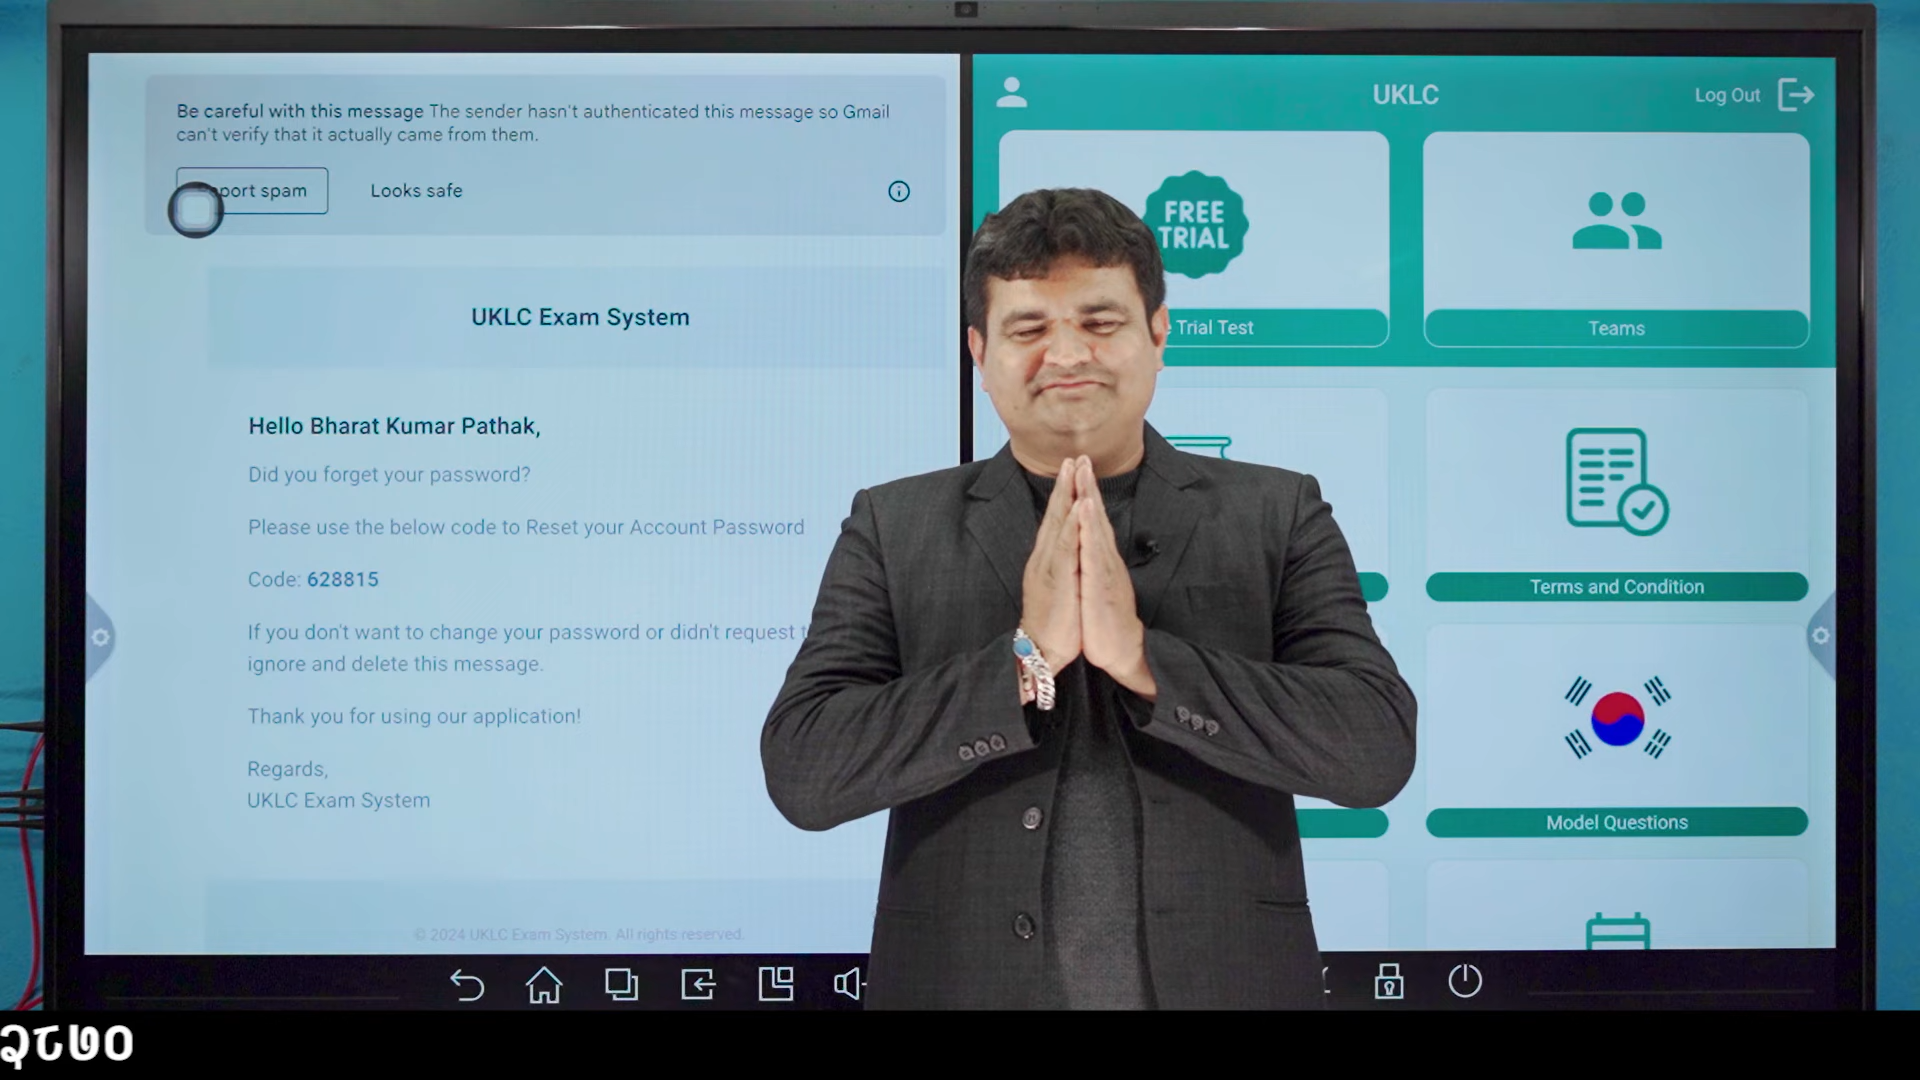 Be careful with this message The sender hasn't authenticated this message so Gmail
can't verify that it actually came from them.
port spam
Looks safe
UKLC Exam System
Hello Bharat Kumar Pathak,
Did you forget your password?
Please use the below code to Reset your Account Password
Code: 628815
If you don't want to change your password or didn't request
ignore and delete this message.
Thank you for using our application!
Regards,
UKLC Exam System
© 2024 UKLC Exam System. All rights reserved.
UKLC
Log Out
FREE
TRIAL
Trial Test
Teams
Terms and Condition
Model Questions